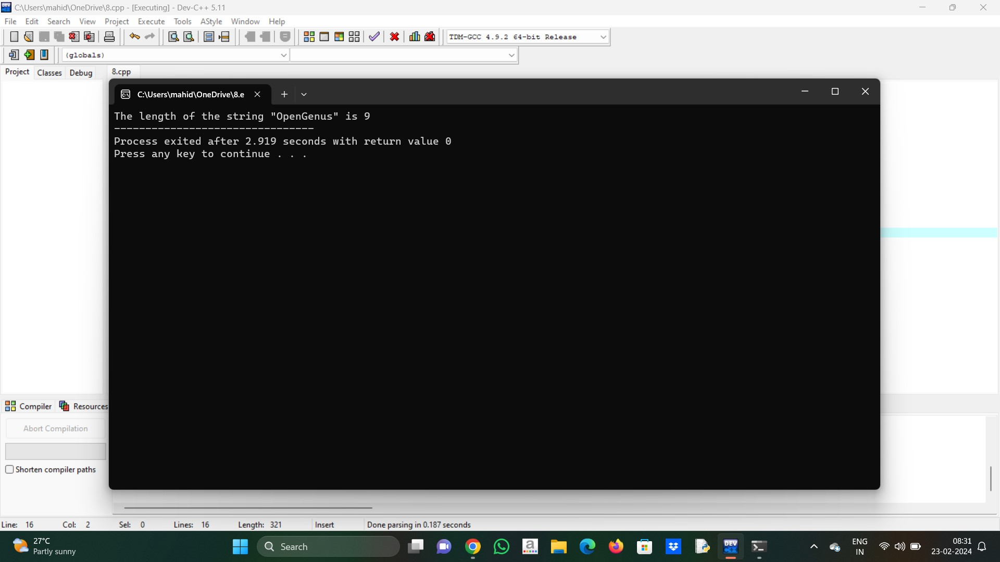 C:\Users\mahid\OneDrive\8.cpp - [Executing] - Dev-C++ 5.11
File Edit Search View Project Execute Tools AStyle Window Help
TDM-GCC 4.9.2 64-bit Release
(globals)
Project Classes Debug 8.cpp
C:\Users\mahid\OneDrive\8.e
The length of the string "OpenGenus" is 9
--------------------------------
Process exited after 2.919 seconds with return value 0
Press any key to continue . . .
Compiler Resources
Abort Compilation
Shorten compiler paths
Line: 16 Col: 2 Sel: 0 Lines: 16 Length: 321 Insert Done parsing in 0.187 seconds
27°C
Partly sunny
Search
DEV C++
ENG
IN
08:31
23-02-2024